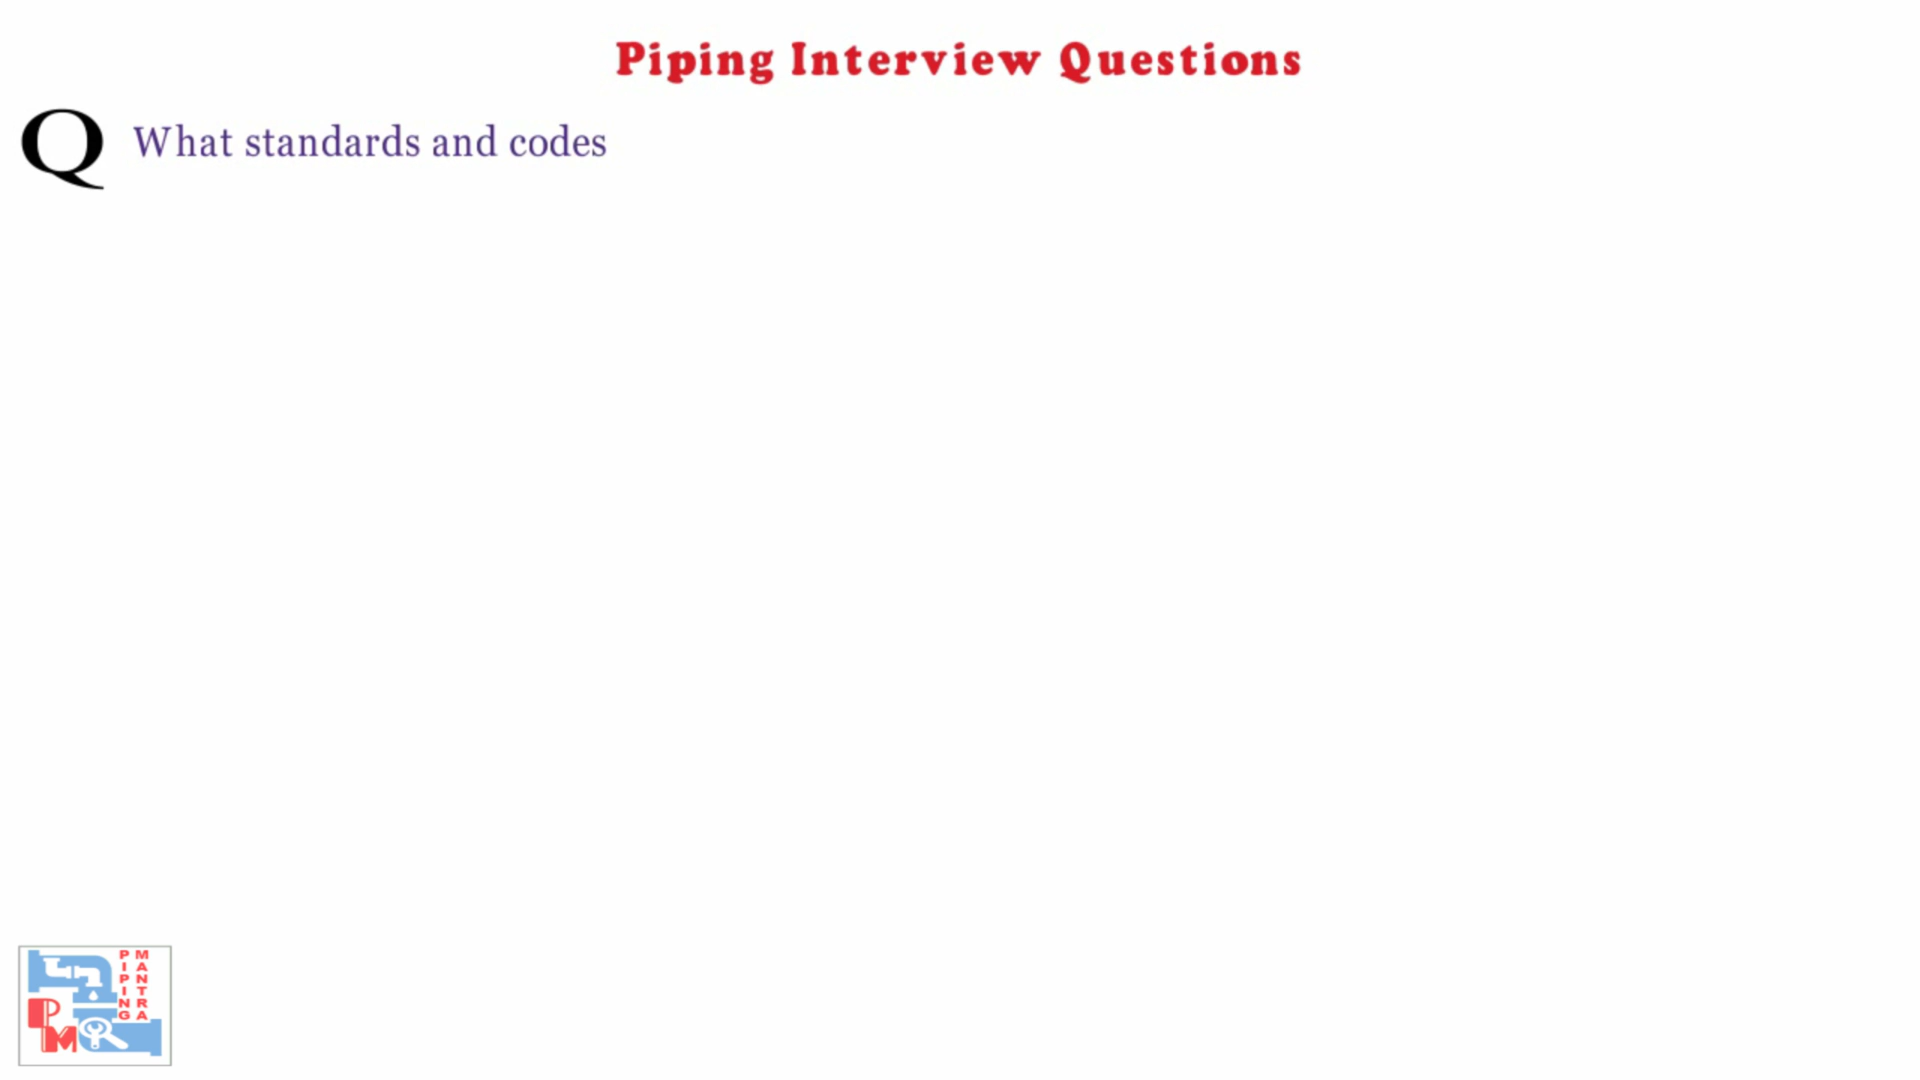 Piping Interview Questions
Q What standards and codes
PIPING
MANTRA
PM